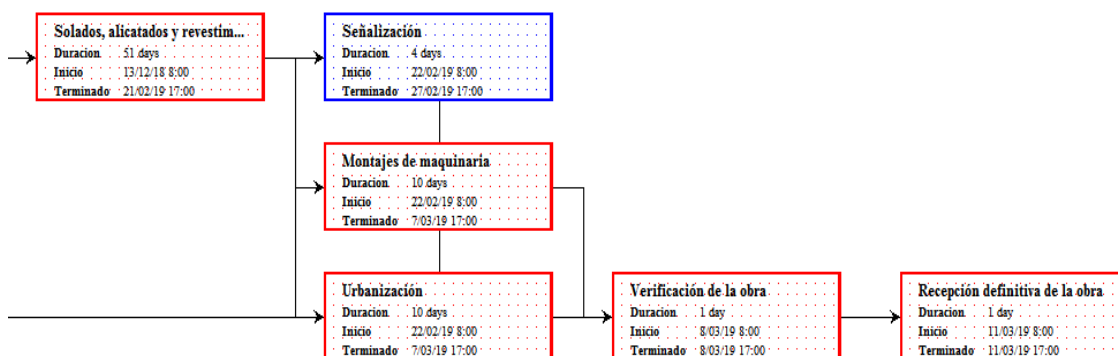 Solados, alicatados y revestim...
Duracion 51 days
Inicio 13/12/18 8:00
Terminado 21/02/19 17:00
Señalización
Duracion 4 days
Inicio 22/02/19 8:00
Terminado 27/02/19 17:00
Montajes de maquinaria
Duracion 10 days
Inicio 22/02/19 8:00
Terminado 7/03/19 17:00
Urbanización
Duracion 10 days
Inicio 22/02/19 8:00
Terminado 7/03/19 17:00
Verificación de la obra
Duracion 1 day
Inicio 8/03/19 8:00
Terminado 8/03/19 17:00
Recepción definitiva de la obra
Duracion 1 day
Inicio 11/03/19 8:00
Terminado 11/03/19 17:00